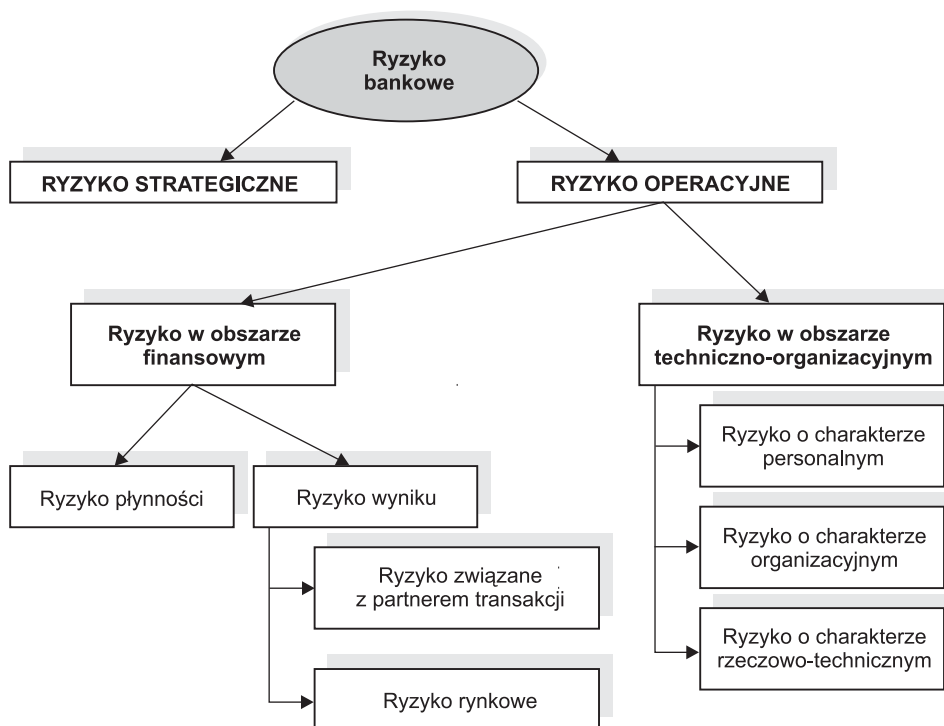 Ryzyko
bankowe
RYZYKO STRATEGICZNE
RYZYKO OPERACYJNE
Ryzyko w obszarze
finansowym
Ryzyko w obszarze
techniczno-organizacyjnym
Ryzyko płynności
Ryzyko wyniku
Ryzyko związane
z partnerem transakcji
Ryzyko rynkowe
Ryzyko o charakterze
personalnym
Ryzyko o charakterze
organizacyjnym
Ryzyko o charakterze
rzeczowo-technicznym